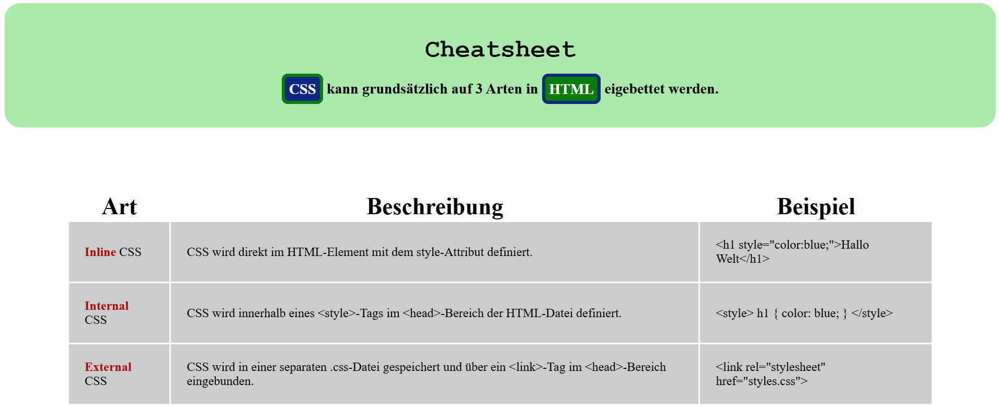 Cheatsheet
CSS kann grundsätzlich auf 3 Arten in HTML eigebettet werden.
Art Beschreibung Beispiel
Inline CSS
CSS wird direkt im HTML-Element mit dem style-Attribut definiert.
<h1 style="color:blue;">Hallo
Welt</h1>
Internal
CSS
CSS wird innerhalb eines <style>-Tags im <head>-Bereich der HTML-Datei definiert.
<style> h1 { color: blue; } </style>
External
CSS
CSS wird in einer separaten .css-Datei gespeichert und über ein <link>-Tag im <head>-Bereich
eingebunden.
<link rel="stylesheet"
href="styles.css">